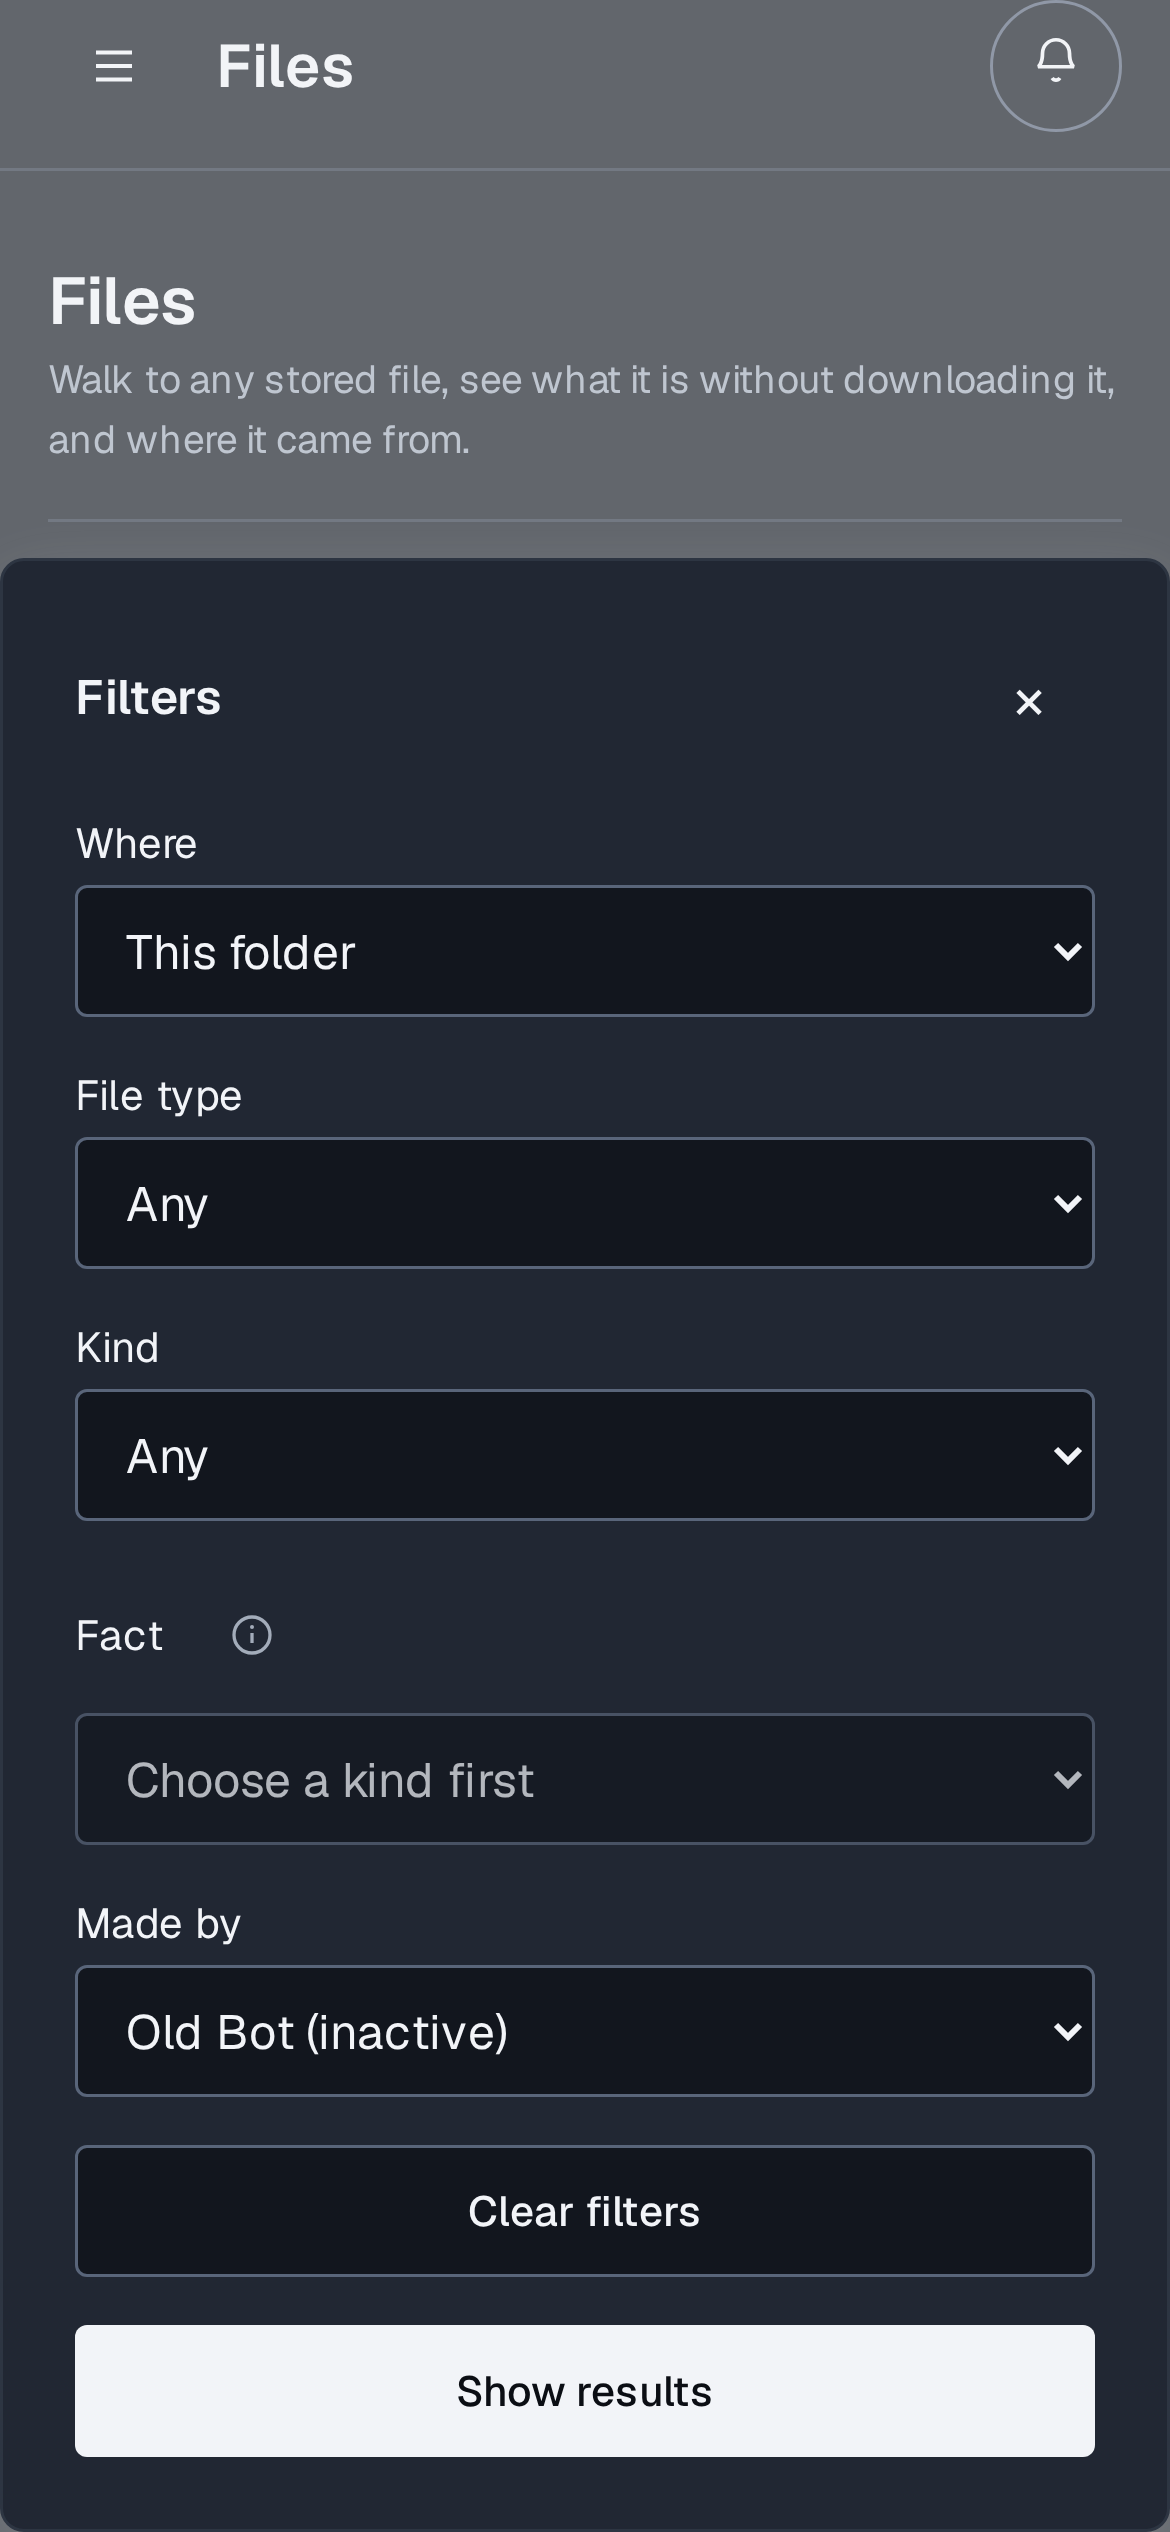 Files
Files
Walk to any stored file, see what it is without downloading it,
and where it came from.
Filters
Where
This folder
File type
Any
Kind
Any
Fact
Choose a kind first
Made by
Old Bot (inactive)
Clear filters
Show results